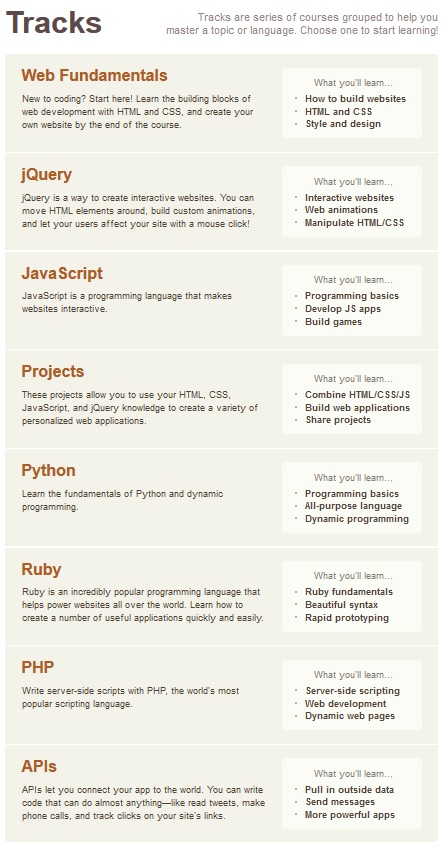 Tracks
Tracks are series of courses grouped to help you
master a topic or language. Choose one to start learning!
Web Fundamentals
New to coding? Start here! Learn the building blocks of
web development with HTML and CSS, and create your
own website by the end of the course.
What you'll learn...
• How to build websites
• HTML and CSS
• Style and design
jQuery
jQuery is a way to create interactive websites. You can
move HTML elements around, build custom animations,
and let your users affect your site with a mouse click!
What you'll learn...
• Interactive websites
• Web animations
• Manipulate HTML/CSS
JavaScript
JavaScript is a programming language that makes
websites interactive.
What you'll learn...
• Programming basics
• Develop JS apps
• Build games
Projects
These projects allow you to use your HTML, CSS,
JavaScript, and jQuery knowledge to create a variety of
personalized web applications.
What you'll learn...
• Combine HTML/CSS/JS
• Build web applications
• Share projects
Python
Learn the fundamentals of Python and dynamic
programming.
What you'll learn...
• Programming basics
• All-purpose language
• Dynamic programming
Ruby
Ruby is an incredibly popular programming language that
helps power websites all over the world. Learn how to
create a number of useful applications quickly and easily.
What you'll learn...
• Ruby fundamentals
• Beautiful syntax
• Rapid prototyping
PHP
Write server-side scripts with PHP, the world's most
popular scripting language.
What you'll learn...
• Server-side scripting
• Web development
• Dynamic web pages
APIs
APIs let you connect your app to the world. You can write
code that can do almost anything—like read tweets, make
phone calls, and track clicks on your site's links.
What you'll learn...
• Pull in outside data
• Send messages
• More powerful apps